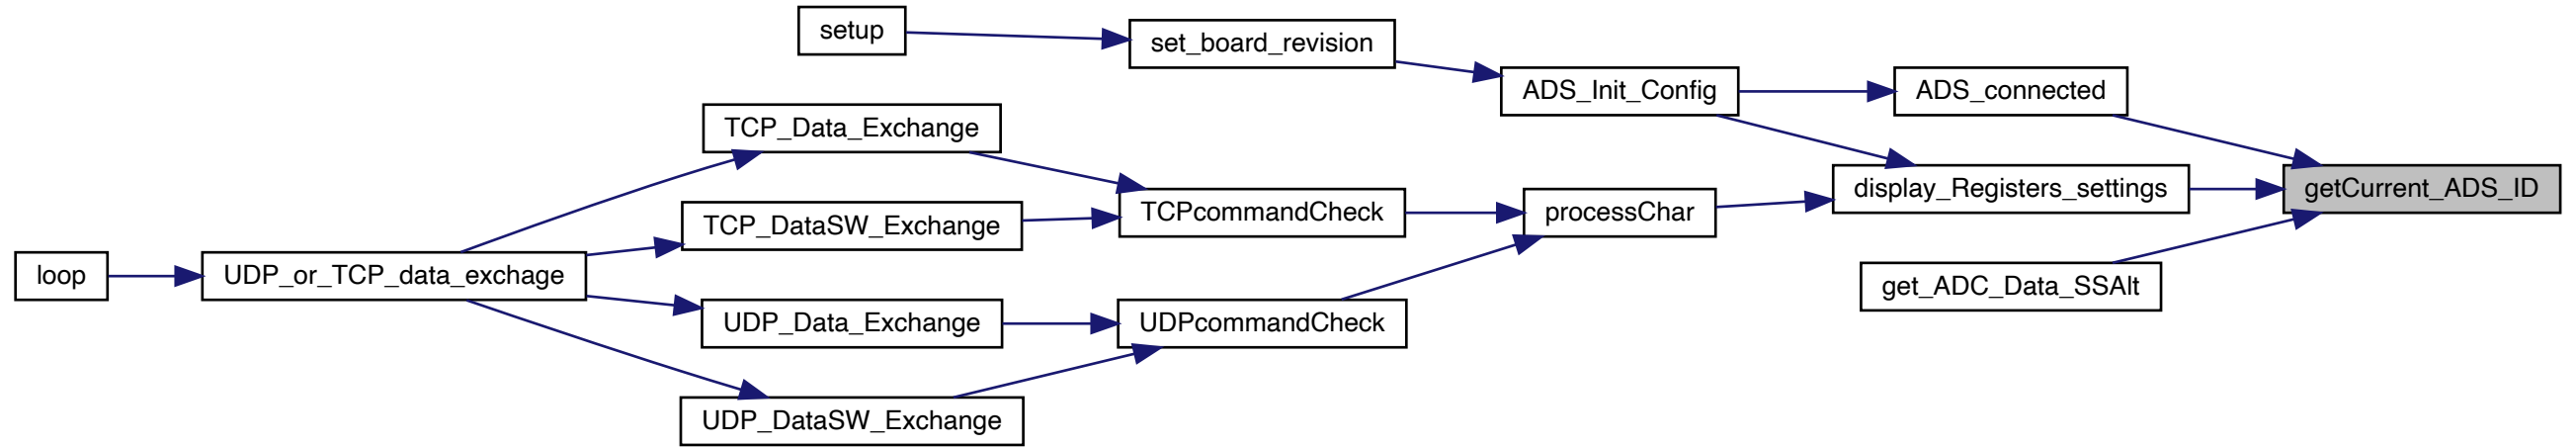 setup
set_board_revision
ADS_Init_Config
ADS_connected
TCP_Data_Exchange
display_Registers_settings
getCurrent_ADS_ID
TCP_DataSW_Exchange
TCPcommandCheck
processChar
loop
UDP_or_TCP_data_exchage
get_ADC_Data_SSAlt
UDP_Data_Exchange
UDPcommandCheck
UDP_DataSW_Exchange